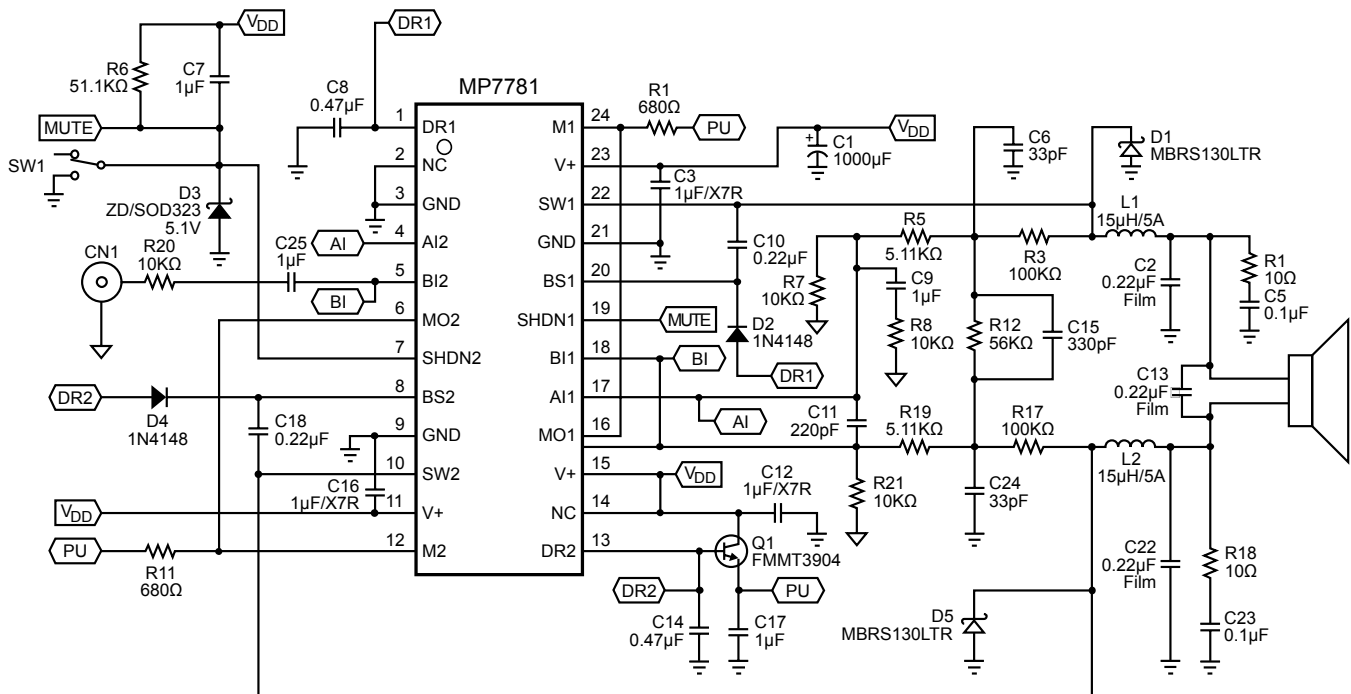 VDD
R6
51.1KΩ
C7
1µF
MUTE
SW1
D3
ZD/SOD323
5.1V
CN1
R20
10KΩ
C25
1µF
AI
BI
DR1
C8
0.47µF
DR2
D4
1N4148
C18
0.22µF
C16
1µF/X7R
VDD
PU
R11
680Ω
MP7781
1 DR1
2 NC
3 GND
4 AI2
5 BI2
6 MO2
7 SHDN2
8 BS2
9 GND
10 SW2
11 V+
12 M2
24 M1
23 V+
22 SW1
21 GND
20 BS1
19 SHDN1
18 BI1
17 AI1
16 MO1
15 V+
14 NC
13 DR2
R1
680Ω
PU
C1
+
1000µF
VDD
C3
1µF/X7R
C10
0.22µF
D2
1N4148
MUTE
BI
DR1
AI
VDD
C12
1µF/X7R
Q1
FMMT3904
DR2
PU
C14
0.47µF
C17
1µF
R7
10KΩ
R5
5.11KΩ
C9
1µF
R8
10KΩ
C11
220pF
R19
5.11KΩ
R21
10KΩ
C6
33pF
R3
100KΩ
R12
56KΩ
C15
330pF
R17
100KΩ
C24
33pF
D1
MBRS130LTR
L1
15µH/5A
C2
0.22µF
Film
R1
10Ω
C5
0.1µF
C13
0.22µF
Film
L2
15µH/5A
C22
0.22µF
Film
R18
10Ω
C23
0.1µF
D5
MBRS130LTR